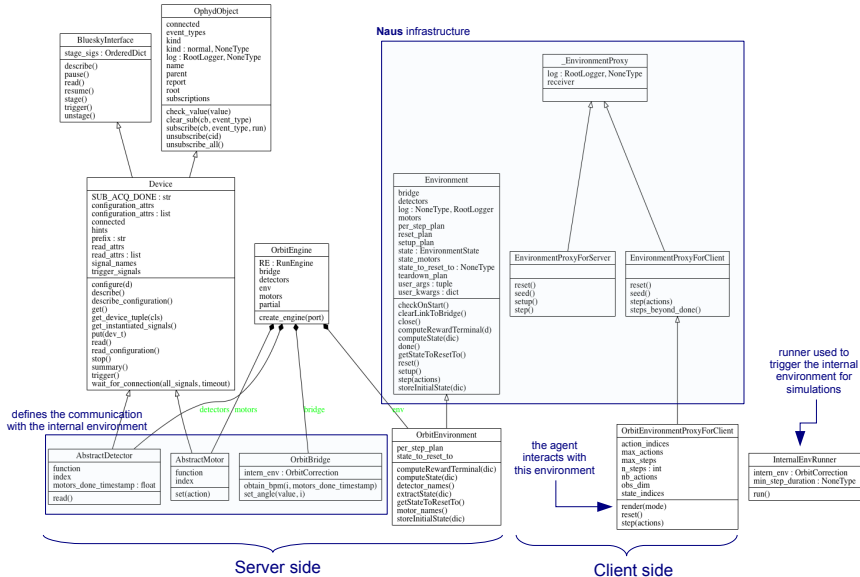 OphydObject
connected
event_types
kind
kind : normal, NoneType
log : RootLogger, NoneType
name
parent
report
root
subscriptions
check_value(value)
clear_sub(cb, event_type)
subscribe(cb, event_type, run)
unsubscribe(cid)
unsubscribe_all()
BlueskyInterface
stage_sigs : OrderedDict
describe()
pause()
read()
resume()
stage()
trigger()
unstage()
Naus infrastructure
_EnvironmentProxy
log : RootLogger, NoneType
receiver
Device
SUB_ACQ_DONE : str
configuration_attrs
configuration_attrs : list
connected
hints
prefix : str
read_attrs
read_attrs : list
signal_names
trigger_signals
configure(d)
describe()
describe_configuration()
get()
get_device_tuple(cls)
get_instantiated_signals()
put(dev_t)
read()
read_configuration()
stop()
summary()
trigger()
wait_for_connection(all_signals, timeout)
OrbitEngine
RE : RunEngine
bridge
detectors
env
motors
partial
create_engine(port)
Environment
bridge
detectors
log : NoneType, RootLogger
motors
per_step_plan
reset_plan
setup_plan
state : EnvironmentState
state_motors
state_to_reset_to : NoneType
teardown_plan
user_args : tuple
user_kwargs : dict
checkOnStart()
clearLinkToBridge()
close()
computeRewardTerminal(d)
computeState(dic)
done()
getStateToResetTo()
reset()
setup()
step(actions)
storeInitialState(dic)
EnvironmentProxyForServer
reset()
seed()
setup()
step()
EnvironmentProxyForClient
reset()
seed()
step(actions)
steps_beyond_done()
runner used to
trigger the internal
environment for
simulations
defines the communication
with the internal environment
detectors
motors
bridge
env
AbstractDetector
function
index
motors_done_timestamp : float
read()
AbstractMotor
function
index
set(action)
OrbitBridge
intern_env : OrbitCorrection
obtain_bpm(i, motors_done_timestamp)
set_angle(value, i)
OrbitEnvironment
per_step_plan
state_to_reset_to
computeRewardTerminal(dic)
computeState(dic)
detector_names()
extractState(dic)
getStateToResetTo()
motor_names()
storeInitialState(dic)
the agent
interacts with
this environment
OrbitEnvironmentProxyForClient
action_indices
max_actions
max_steps
n_steps : int
nb_actions
obs_dim
state_indices
render(mode)
reset()
step(actions)
InternalEnvRunner
intern_env : OrbitCorrection
min_step_duration : NoneType
run()
Server side
Client side